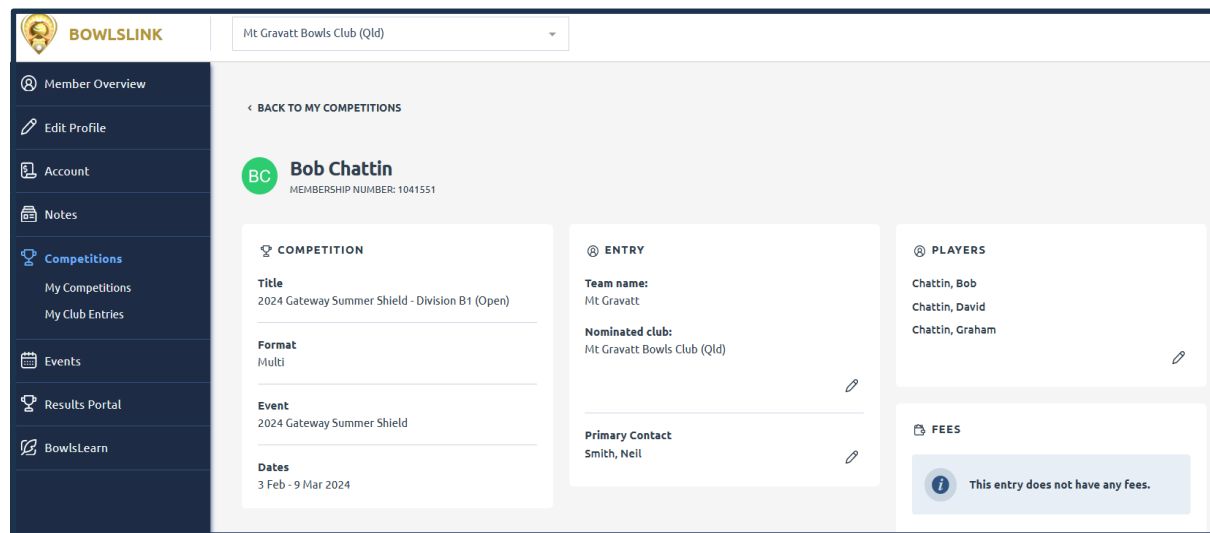 BOWLSLINK
Mt Gravatt Bowls Club (Qld)
Member Overview
Edit Profile
Account
Notes
Competitions
My Competitions
My Club Entries
Events
Results Portal
BowlsLearn
‹ BACK TO MY COMPETITIONS
BC
Bob Chattin
MEMBERSHIP NUMBER: 1041551
COMPETITION
Title
2024 Gateway Summer Shield - Division B1 (Open)
Format
Multi
Event
2024 Gateway Summer Shield
Dates
3 Feb - 9 Mar 2024
ENTRY
Team name:
Mt Gravatt
Nominated club:
Mt Gravatt Bowls Club (Qld)
Primary Contact
Smith, Neil
PLAYERS
Chattin, Bob
Chattin, David
Chattin, Graham
FEES
This entry does not have any fees.